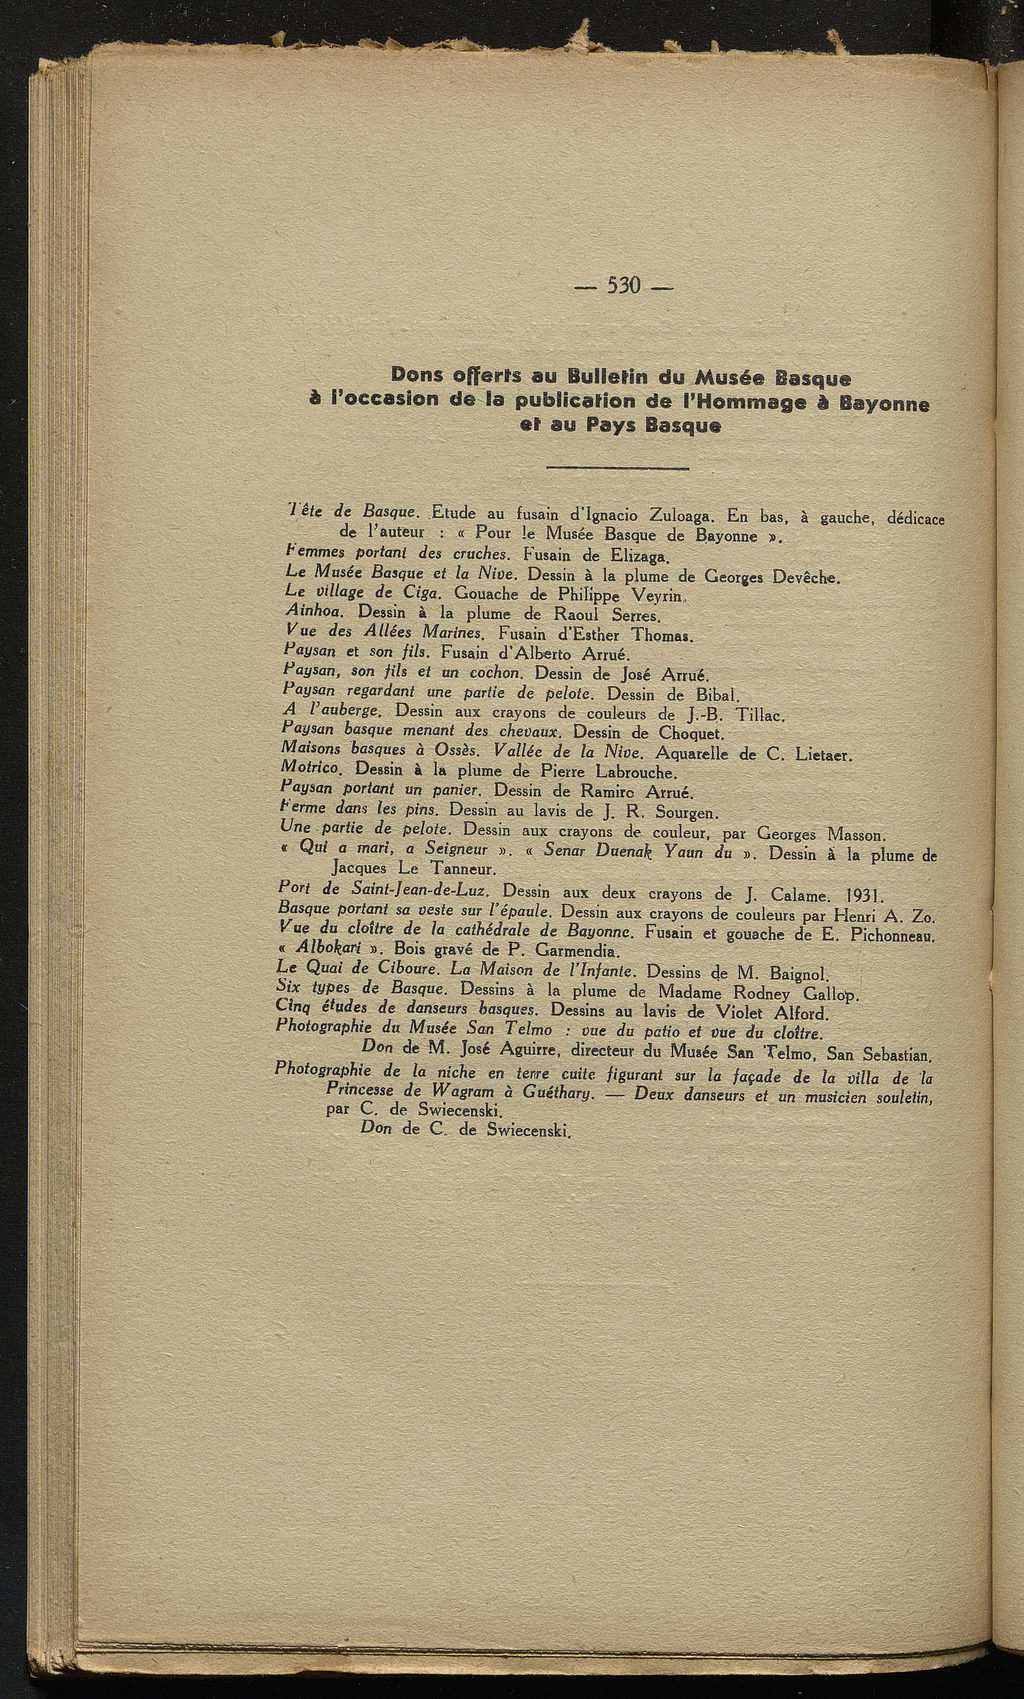 — 530 —
Dons offerts au Bulletin du Musée Basque
à l'occasion de la publication de l'Hommage à Bayonne
et au Pays Basque
Tête de Basque. Etude au fusain d'Ignacio Zuloaga. En bas, à gauche, dédicace
de l'auteur : « Pour le Musée Basque de Bayonne ».
Femmes portant des cruches. Fusain de Elizaga.
Le Musée Basque et la Nive. Dessin à la plume de Georges Devêche.
Le village de Ciga. Gouache de Philippe Veyrin.
Ainhoa. Dessin à la plume de Raoul Serres.
Vue des Allées Marines. Fusain d'Esther Thomas.
Paysan et son fils. Fusain d'Alberto Arrué.
Paysan, son fils et un cochon. Dessin de José Arrué.
Paysan regardant une partie de pelote. Dessin de Bibal.
A l'auberge. Dessin aux crayons de couleurs de J.-B. Tillac.
Paysan basque menant des chevaux. Dessin de Choquet.
Maisons basques à Ossès. Vallée de la Nive. Aquarelle de C. Lietaer.
Motrico. Dessin à la plume de Pierre Labrouche.
Paysan portant un panier. Dessin de Ramiro Arrué.
Ferme dans les pins. Dessin au lavis de J. R. Sourgen.
Une partie de pelote. Dessin aux crayons de couleur, par Georges Masson.
« Qui a mari, a Seigneur ». « Senar Duenak Yaun du ». Dessin à la plume de
Jacques Le Tanneur.
Port de Saint-Jean-de-Luz. Dessin aux deux crayons de J. Calame. 1931.
Basque portant sa veste sur l'épaule. Dessin aux crayons de couleurs par Henri A. Zo.
Vue du cloître de la cathédrale de Bayonne. Fusain et gouache de E. Pichonneau.
« Albokari ». Bois gravé de P. Garmendia.
Le Quai de Ciboure. La Maison de l'Infante. Dessins de M. Baignol.
Six types de Basque. Dessins à la plume de Madame Rodney Gallop.
Cinq études de danseurs basques. Dessins au lavis de Violet Alford.
Photographie du Musée San Telmo : vue du patio et vue du cloître.
Don de M. José Aguirre, directeur du Musée San Telmo, San Sebastian.
Photographie de la niche en terre cuite figurant sur la façade de la villa de la
Princesse de Wagram à Guéthary. — Deux danseurs et un musicien souletin,
par C. de Swiecenski.
Don de C. de Swiecenski.